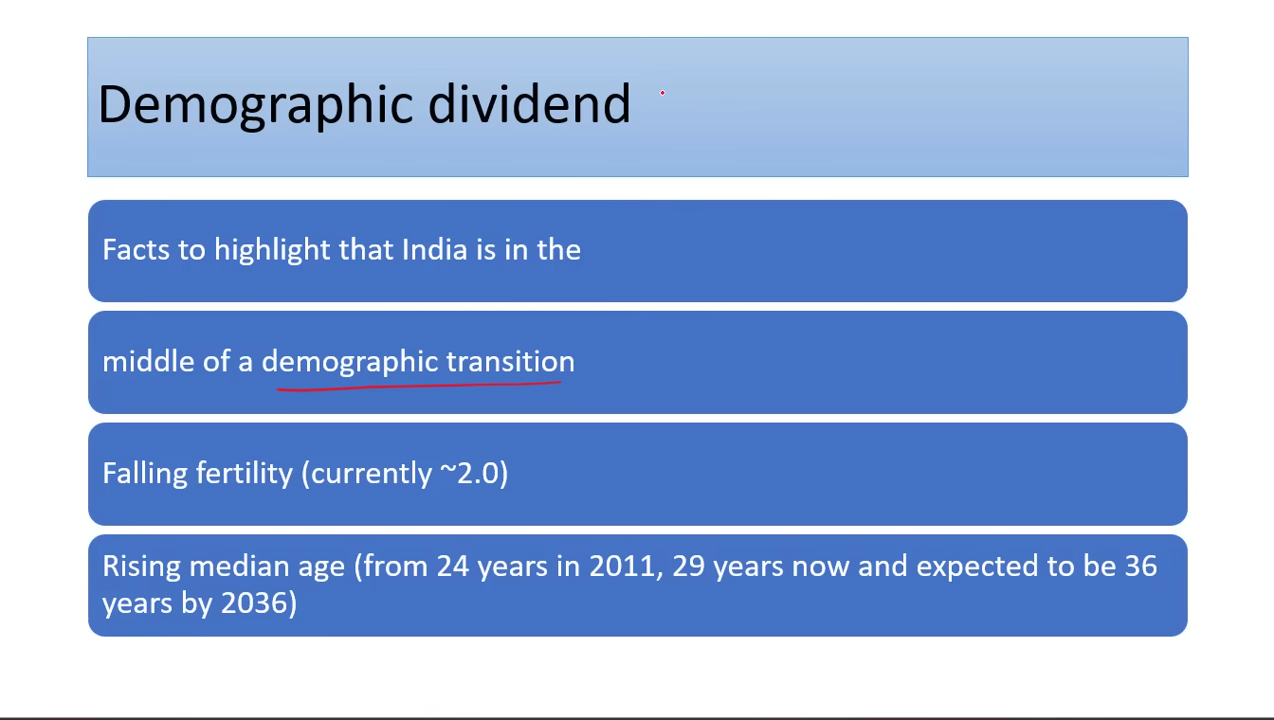 Demographic dividend
Facts to highlight that India is in the
middle of a demographic transition
Falling fertility (currently ~2.0)
Rising median age (from 24 years in 2011, 29 years now and expected to be 36
years by 2036)